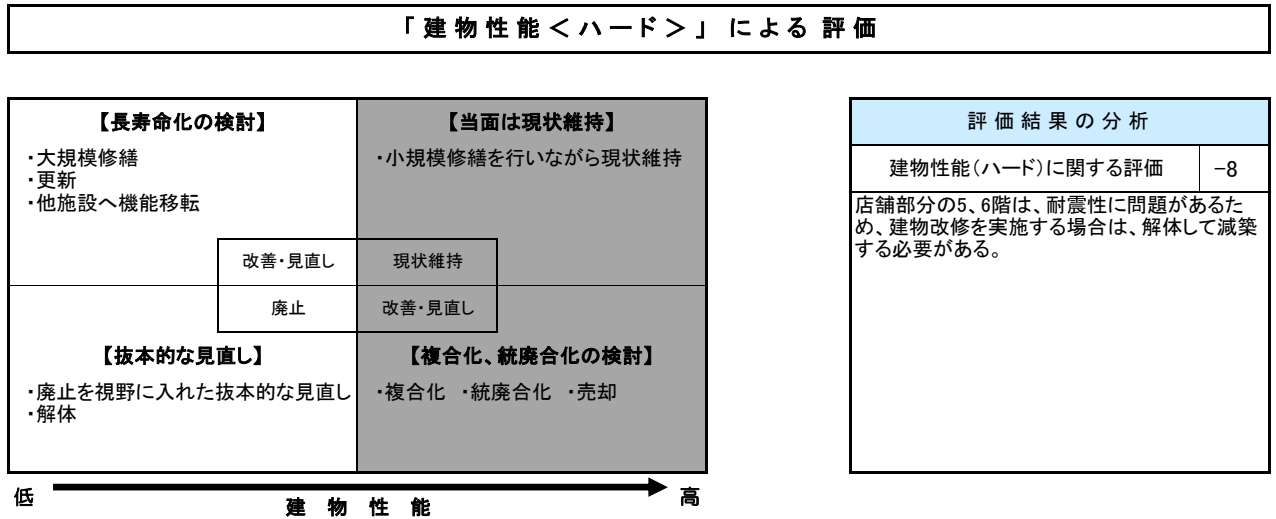 「建物性能＜ハード＞」による評価
【長寿命化の検討】
・大規模修繕
・更新
・他施設へ機能移転
【当面は現状維持】
・小規模修繕を行いながら現状維持
改善・見直し
現状維持
廃止
改善・見直し
【抜本的な見直し】
・廃止を視野に入れた抜本的な見直し
・解体
【複合化、統廃合化の検討】
・複合化　・統廃合化　・売却
低
建物性能
高
評価結果の分析
建物性能（ハード）に関する評価
-8
店舗部分の5、6階は、耐震性に問題があるた
め、建物改修を実施する場合は、解体して減築
する必要がある。